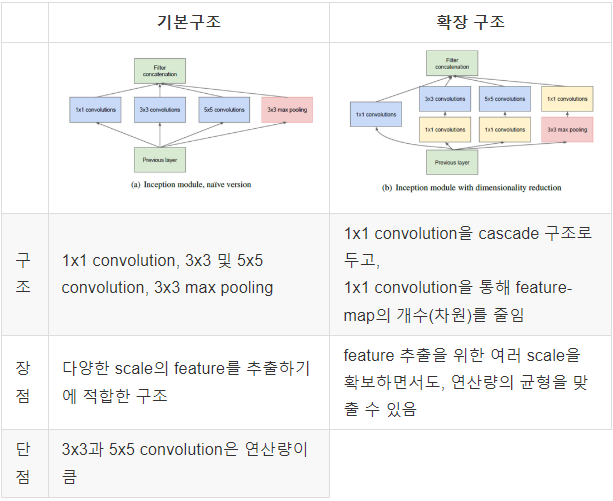 기본구조
확장 구조
Filter
concatenation
1x1 convolutions
3x3 convolutions
5x5 convolutions
3x3 max pooling
Previous layer
(a) Inception module, naïve version
Filter
concatenation
3x3 convolutions
5x5 convolutions
1x1 convolutions
1x1 convolutions
1x1 convolutions
1x1 convolutions
3x3 max pooling
Previous layer
(b) Inception module with dimensionality reduction
구
조
1x1 convolution, 3x3 및 5x5
convolution, 3x3 max pooling
1x1 convolution을 cascade 구조로
두고,
1x1 convolution을 통해 feature-
map의 개수(차원)를 줄임
장
점
다양한 scale의 feature를 추출하기
에 적합한 구조
feature 추출을 위한 여러 scale을
확보하면서도, 연산량의 균형을 맞
출 수 있음
단
점
3x3과 5x5 convolution은 연산량이
큼